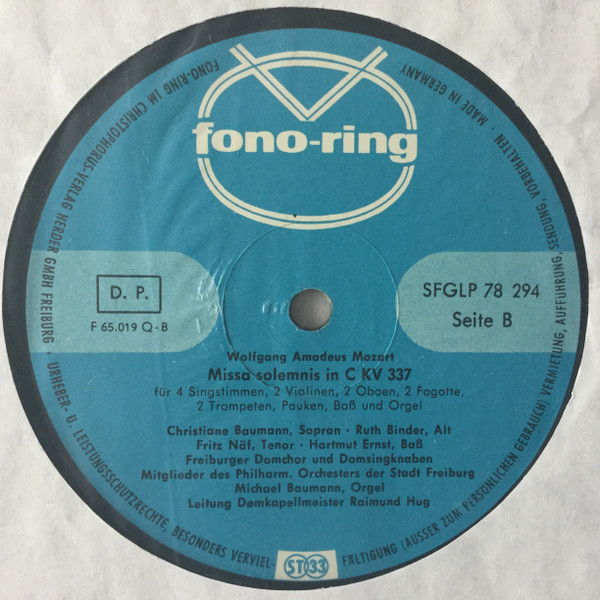 fono-ring
D. P.
F 65.019 Q-B
SFGLP 78 294
Seite B
Wolfgang Amadeus Mozart
Missa solemnis in C KV 337
für 4 Singstimmen, 2 Violinen, 2 Oboen, 2 Fagotte,
2 Trompeten, Pauken, Baß und Orgel
Christiane Baumann, Sopran · Ruth Binder, Alt
Fritz Näf, Tenor · Hartmut Ernst, Baß
Freiburger Domchor und Domsingknaben
Mitglieder des Philharm. Orchesters der Stadt Freiburg
Michael Baumann, Orgel
Leitung Domkapellmeister Raimund Hug
ST 33
FONO-RING IM CHRISTOPHORUS-VERLAG HERDER GMBH FREIBURG · URHEBER- U. LEISTUNGSSCHUTZRECHTE, BESONDERS VERVIEL-FÄLTIGUNG (AUSSER ZUM PERSÖNLICHEN GEBRAUCH) VERMIETUNG, AUFFÜHRUNG, SENDUNG, VORBEHALTEN · MADE IN GERMANY